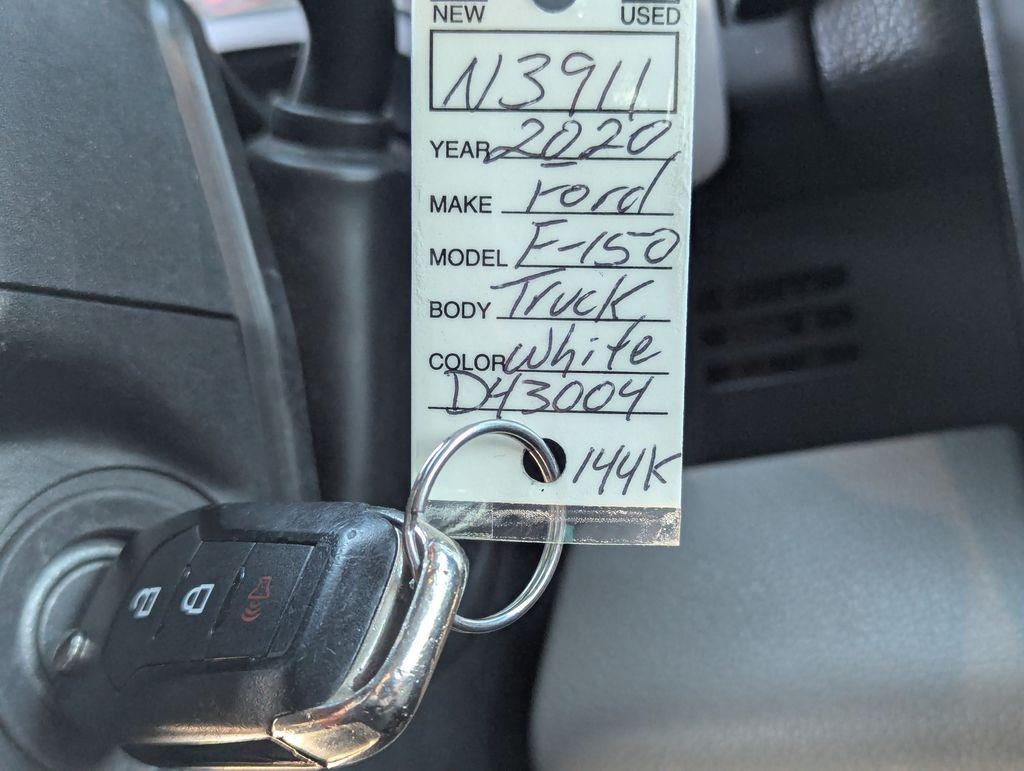 NEW USED
N3911
YEAR 2020
MAKE Ford
MODEL F-150
BODY Truck
COLOR White
D43004
144K